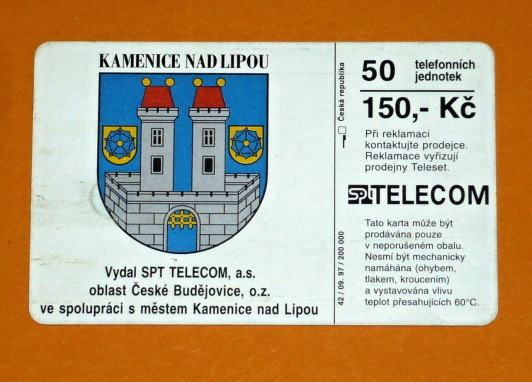 KAMENICE NAD LIPOU
Vydal SPT TELECOM, a.s.
oblast České Budějovice, o.z.
ve spolupráci s městem Kamenice nad Lipou
Česká republika
42 / 09. 97 / 200 000
50 telefonních
jednotek
150,- Kč
Při reklamaci
kontaktujte prodejce.
Reklamace vyřizují
prodejny Teleset.
SPT TELECOM
Tato karta může být
prodávána pouze
v neporušeném obalu.
Nesmí být mechanicky
namáhána (ohybem,
tlakem, kroucením)
a vystavována vlivu
teplot přesahujících 60°C.